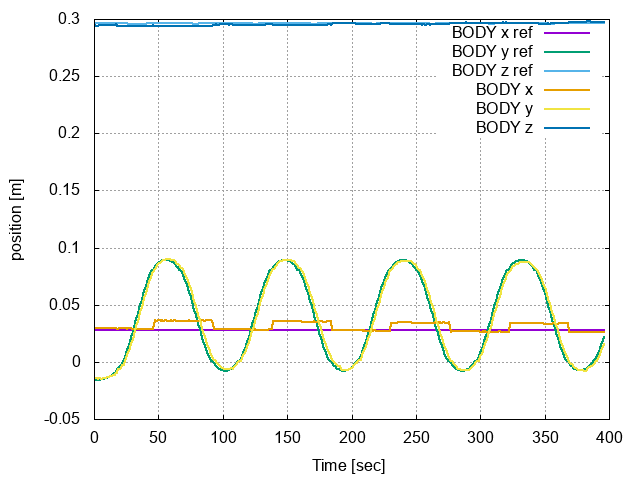 0.3
0.25
0.2
0.15
0.1
0.05
0
-0.05
position [m]
BODY x ref
BODY y ref
BODY z ref
BODY x
BODY y
BODY z
0 50 100 150 200 250 300 350 400
Time [sec]